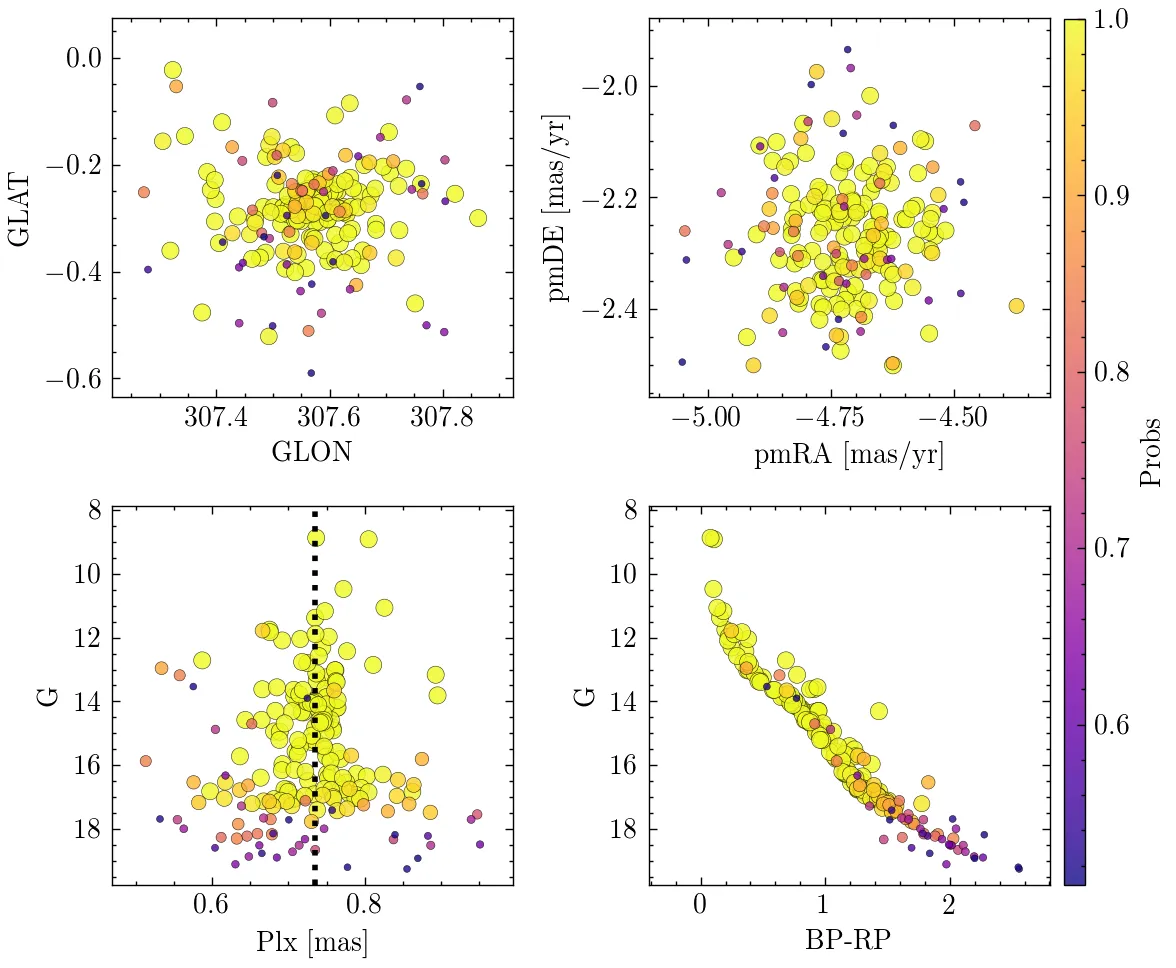 0.0
−0.2
−0.4
−0.6
GLAT
307.4 307.6 307.8
GLON
−2.0
−2.2
−2.4
pmDE [mas/yr]
−5.00 −4.75 −4.50
pmRA [mas/yr]
1.0
0.9
0.8
0.7
0.6
Probs
8
10
12
14
16
18
G
0.6 0.8
Plx [mas]
8
10
12
14
16
18
G
0 1 2
BP-RP